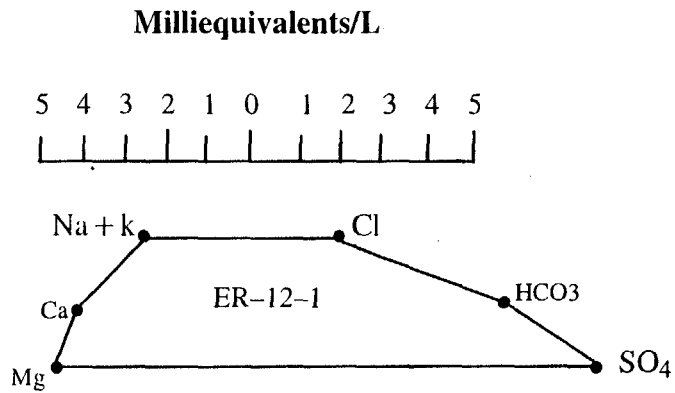 Milliequivalents/L
5 4 3 2 1 0 1 2 3 4 5
Na + k Cl
ER-12-1 HCO3
Ca
Mg SO4